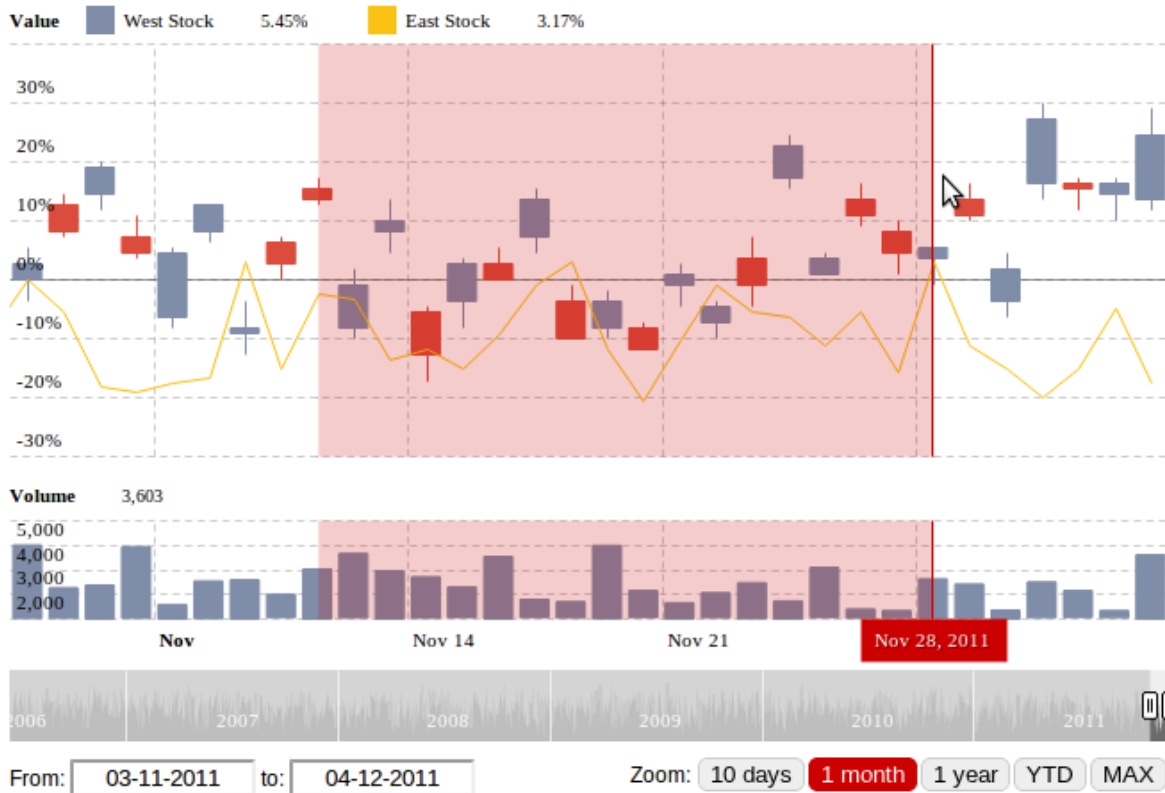 Value West Stock 5.45% East Stock 3.17%
30%
20%
10%
0%
-10%
-20%
-30%
Volume 3,603
5,000
4,000
3,000
2,000
Nov Nov 14 Nov 21 Nov 28, 2011
2006 2007 2008 2009 2010 2011
From: 03-11-2011 to: 04-12-2011 Zoom: 10 days 1 month 1 year YTD MAX